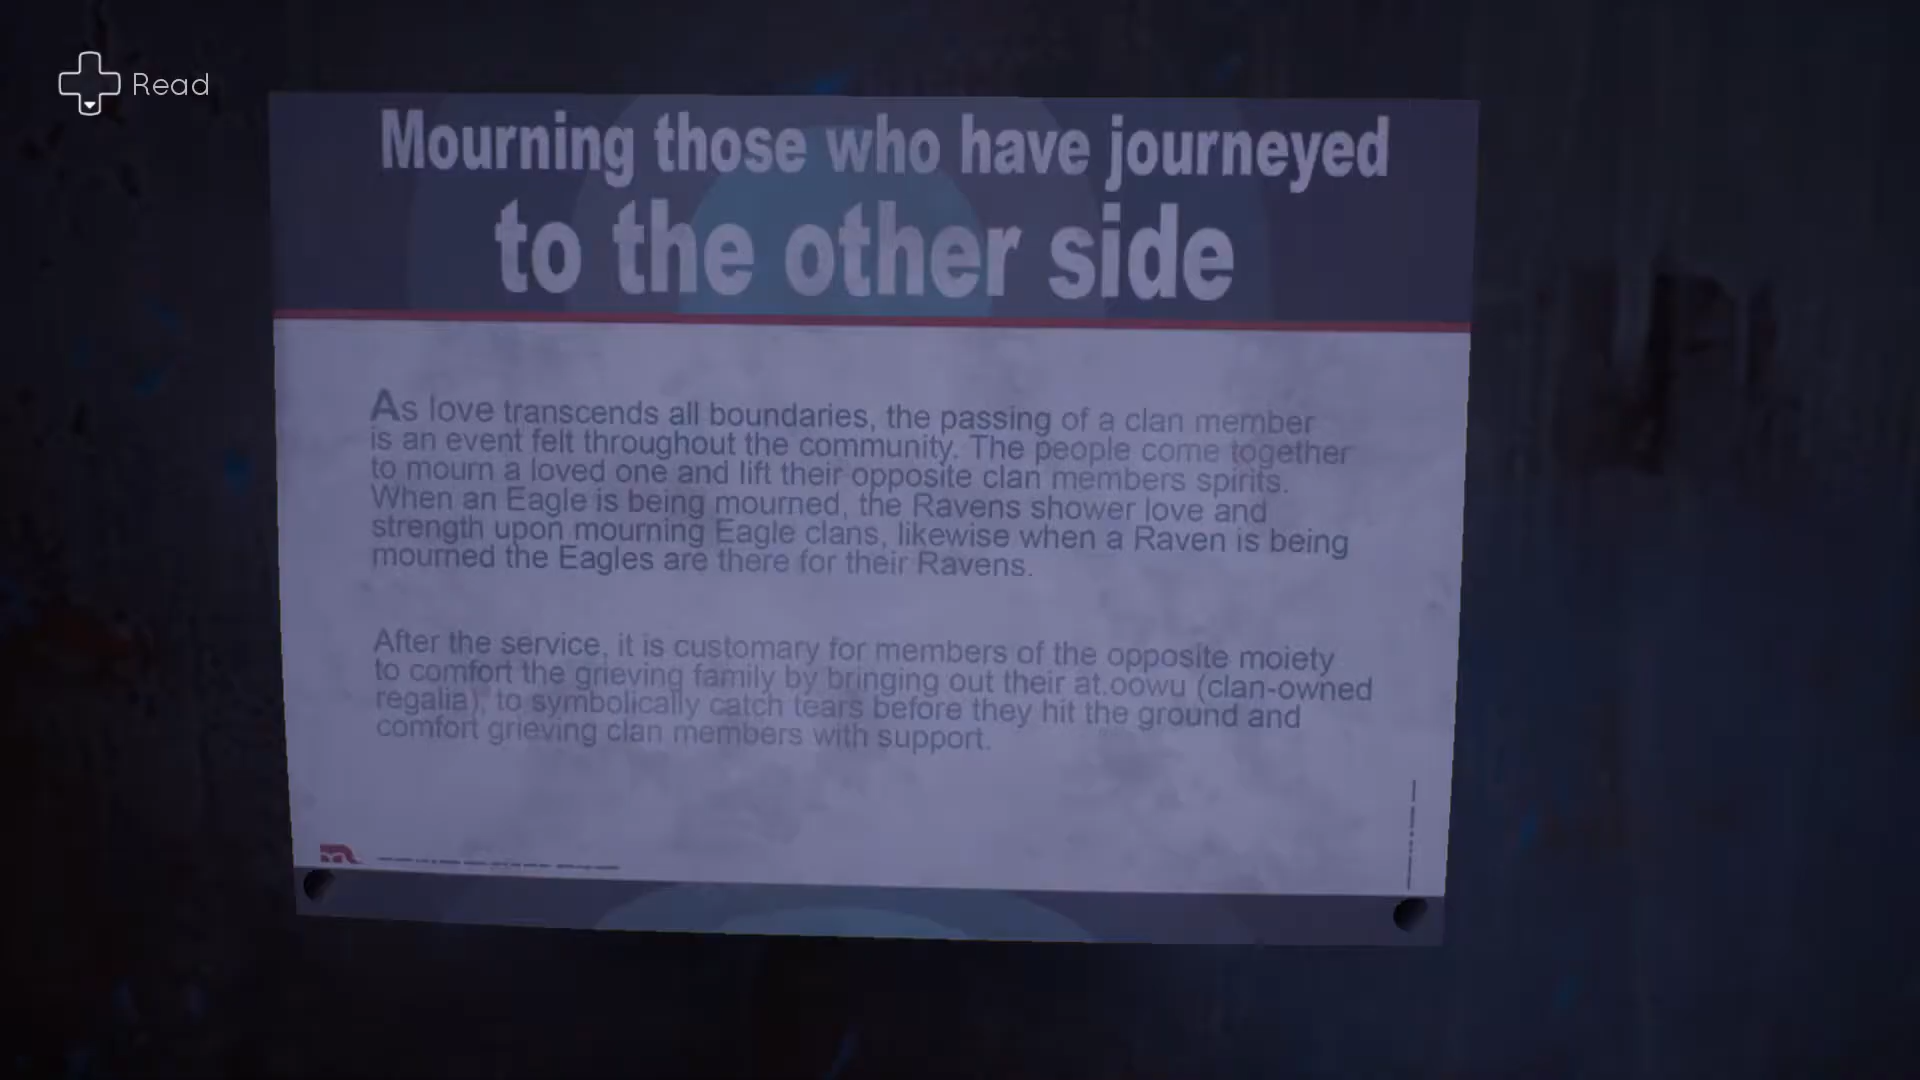 Read
Mourning those who have journeyed
to the other side
As love transcends all boundaries, the passing of a clan member
is an event felt throughout the community. The people come together
to mourn a loved one and lift their opposite clan members spirits.
When an Eagle is being mourned, the Ravens shower love and
strength upon mourning Eagle clans, likewise when a Raven is being
mourned the Eagles are there for their Ravens.
After the service, it is customary for members of the opposite moiety
to comfort the grieving family by bringing out their at.oowu (clan-owned
regalia), to symbolically catch tears before they hit the ground and
comfort grieving clan members with support.